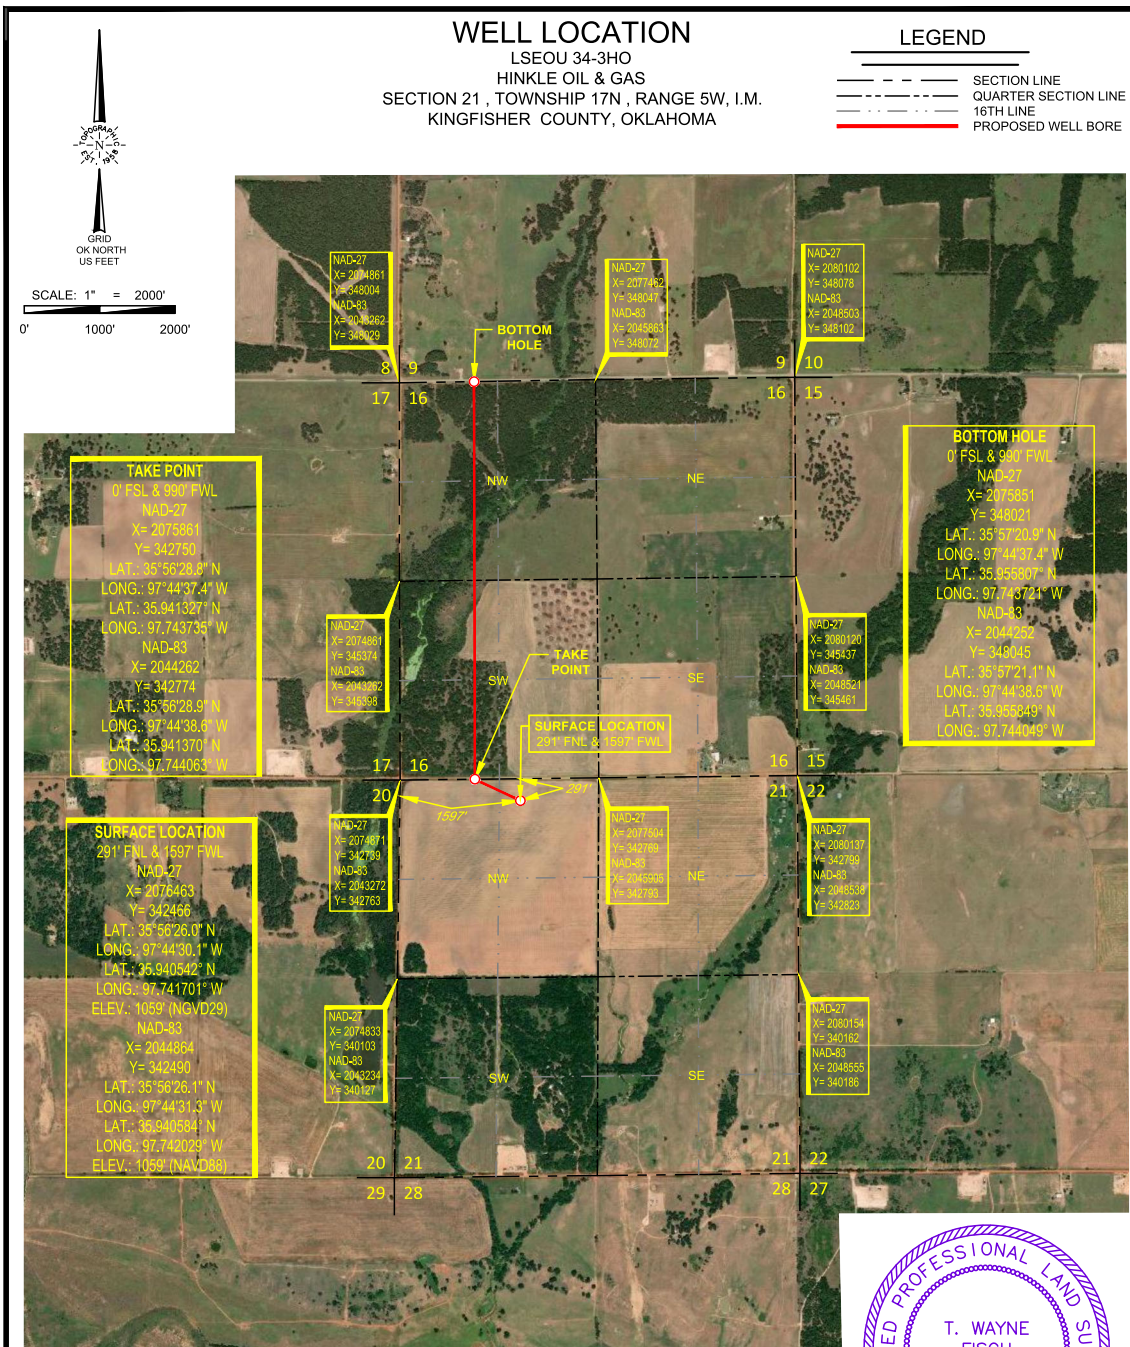 WELL LOCATION
LSEOU 34-3HO
HINKLE OIL & GAS
SECTION 21 , TOWNSHIP 17N , RANGE 5W, I.M.
KINGFISHER COUNTY, OKLAHOMA
LEGEND
SECTION LINE
QUARTER SECTION LINE
16TH LINE
PROPOSED WELL BORE
TOPOGRAPHIC
N
EST. 1958
GRID
OK NORTH
US FEET
SCALE: 1" = 2000'
0' 1000' 2000'
NAD-27
X= 2074861
Y= 348004
NAD-83
X= 2043262
Y= 348029
NAD-27
X= 2077462
Y= 348047
NAD-83
X= 2045863
Y= 348072
NAD-27
X= 2080102
Y= 348078
NAD-83
X= 2048503
Y= 348102
BOTTOM
HOLE
8 9
17 16
9 10
16 15
TAKE POINT
0' FSL & 990' FWL
NAD-27
X= 2075861
Y= 342750
LAT.: 35°56'28.8" N
LONG.: 97°44'37.4" W
LAT.: 35.941327° N
LONG.: 97.743735° W
NAD-83
X= 2044262
Y= 342774
LAT.: 35°56'28.9" N
LONG.: 97°44'38.6" W
LAT.: 35.941370° N
LONG.: 97.744063° W
BOTTOM HOLE
0' FSL & 990' FWL
NAD-27
X= 2075851
Y= 348021
LAT.: 35°57'20.9" N
LONG.: 97°44'37.4" W
LAT.: 35.955807° N
LONG.: 97.743721° W
NAD-83
X= 2044252
Y= 348045
LAT.: 35°57'21.1" N
LONG.: 97°44'38.6" W
LAT.: 35.955849° N
LONG.: 97.744049° W
NW
NE
NAD-27
X= 2074861
Y= 345374
NAD-83
X= 2043262
Y= 345398
NAD-27
X= 2080120
Y= 345437
NAD-83
X= 2048521
Y= 345461
TAKE
POINT
SW
SE
SURFACE LOCATION
291' FNL & 1597' FWL
17 16
20
16 15
21 22
291'
1597'
NAD-27
X= 2074871
Y= 342739
NAD-83
X= 2043272
Y= 342763
NAD-27
X= 2077504
Y= 342769
NAD-83
X= 2045905
Y= 342793
NAD-27
X= 2080137
Y= 342799
NAD-83
X= 2048538
Y= 342823
SURFACE LOCATION
291' FNL & 1597' FWL
NAD-27
X= 2076463
Y= 342466
LAT.: 35°56'26.0" N
LONG.: 97°44'30.1" W
LAT.: 35.940542° N
LONG.: 97.741701° W
ELEV.: 1059' (NGVD29)
NAD-83
X= 2044864
Y= 342490
LAT.: 35°56'26.1" N
LONG.: 97°44'31.3" W
LAT.: 35.940584° N
LONG.: 97.742029° W
ELEV.: 1059' (NAVD88)
NW
NE
NAD-27
X= 2074833
Y= 340103
NAD-83
X= 2043234
Y= 340127
NAD-27
X= 2080154
Y= 340162
NAD-83
X= 2048555
Y= 340186
SW
SE
20 21
29 28
21 22
28 27
ED PROFESSIONAL LAND SU
T. WAYNE